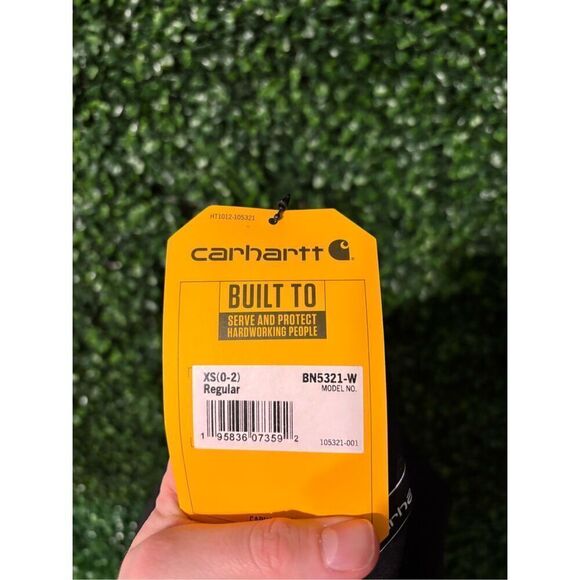 HT1012-105321
carhartt
BUILT TO
SERVE AND PROTECT
HARDWORKING PEOPLE
XS(0-2)
Regular
BN5321-W
MODEL NO.
1 95836 07359 2
105321-001